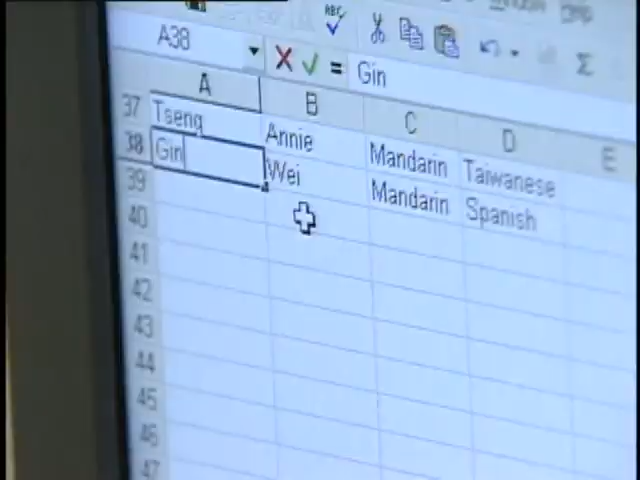 ABC
A38 = Gin
A B C D E
37 Tseng Annie Mandarin Taiwanese
38 Gin Wei Mandarin Spanish
39
40
41
42
43
44
45
46
47